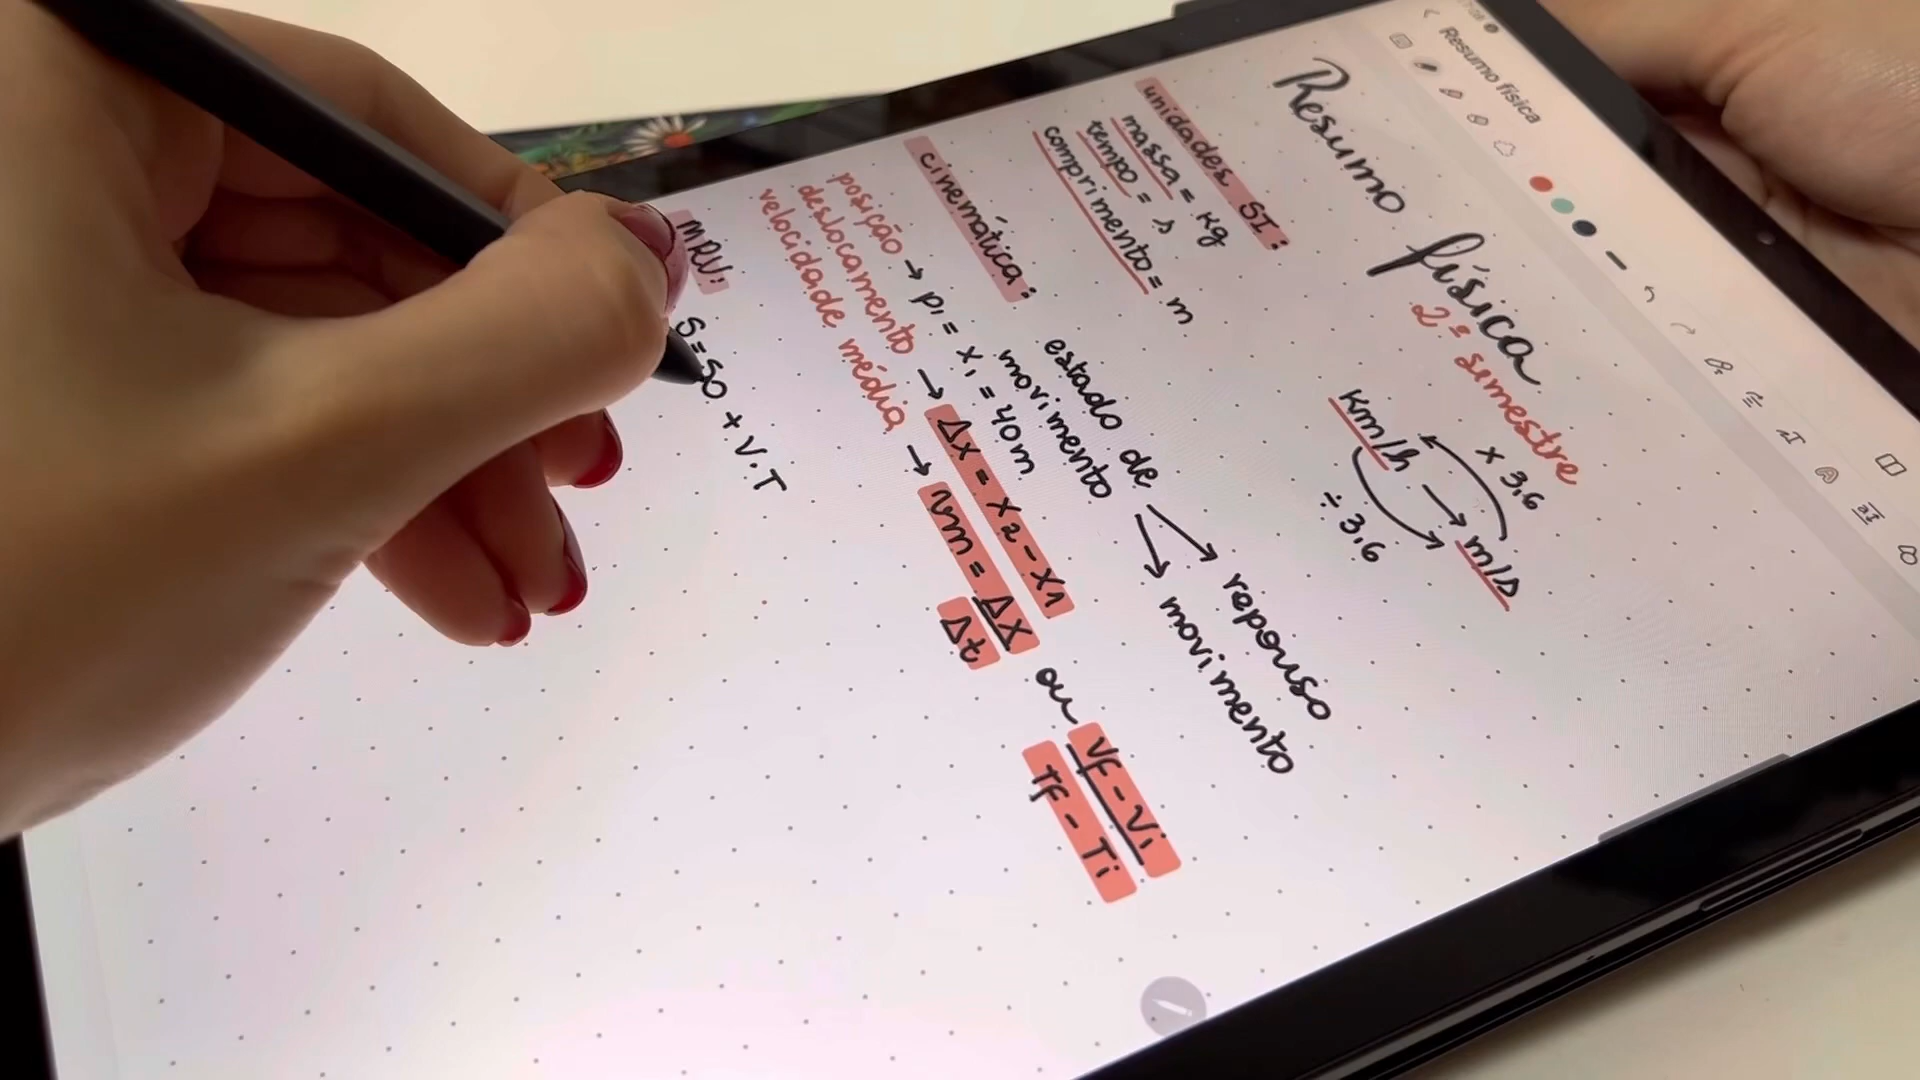 Resumo física
Resumo física
2º semestre
unidades SI:
massa = kg
tempo = s
comprimento = m
x 3,6
km/h → m/s
÷ 3,6
cinemática:
estado de movimento
repouso
movimento
posição → p₁ = x₁ = 40m
deslocamento → Δx = x₂ - x₁
velocidade média → vm = Δx/Δt ou Vf - Vi/Tf - Ti
MRU: S = So + V.T